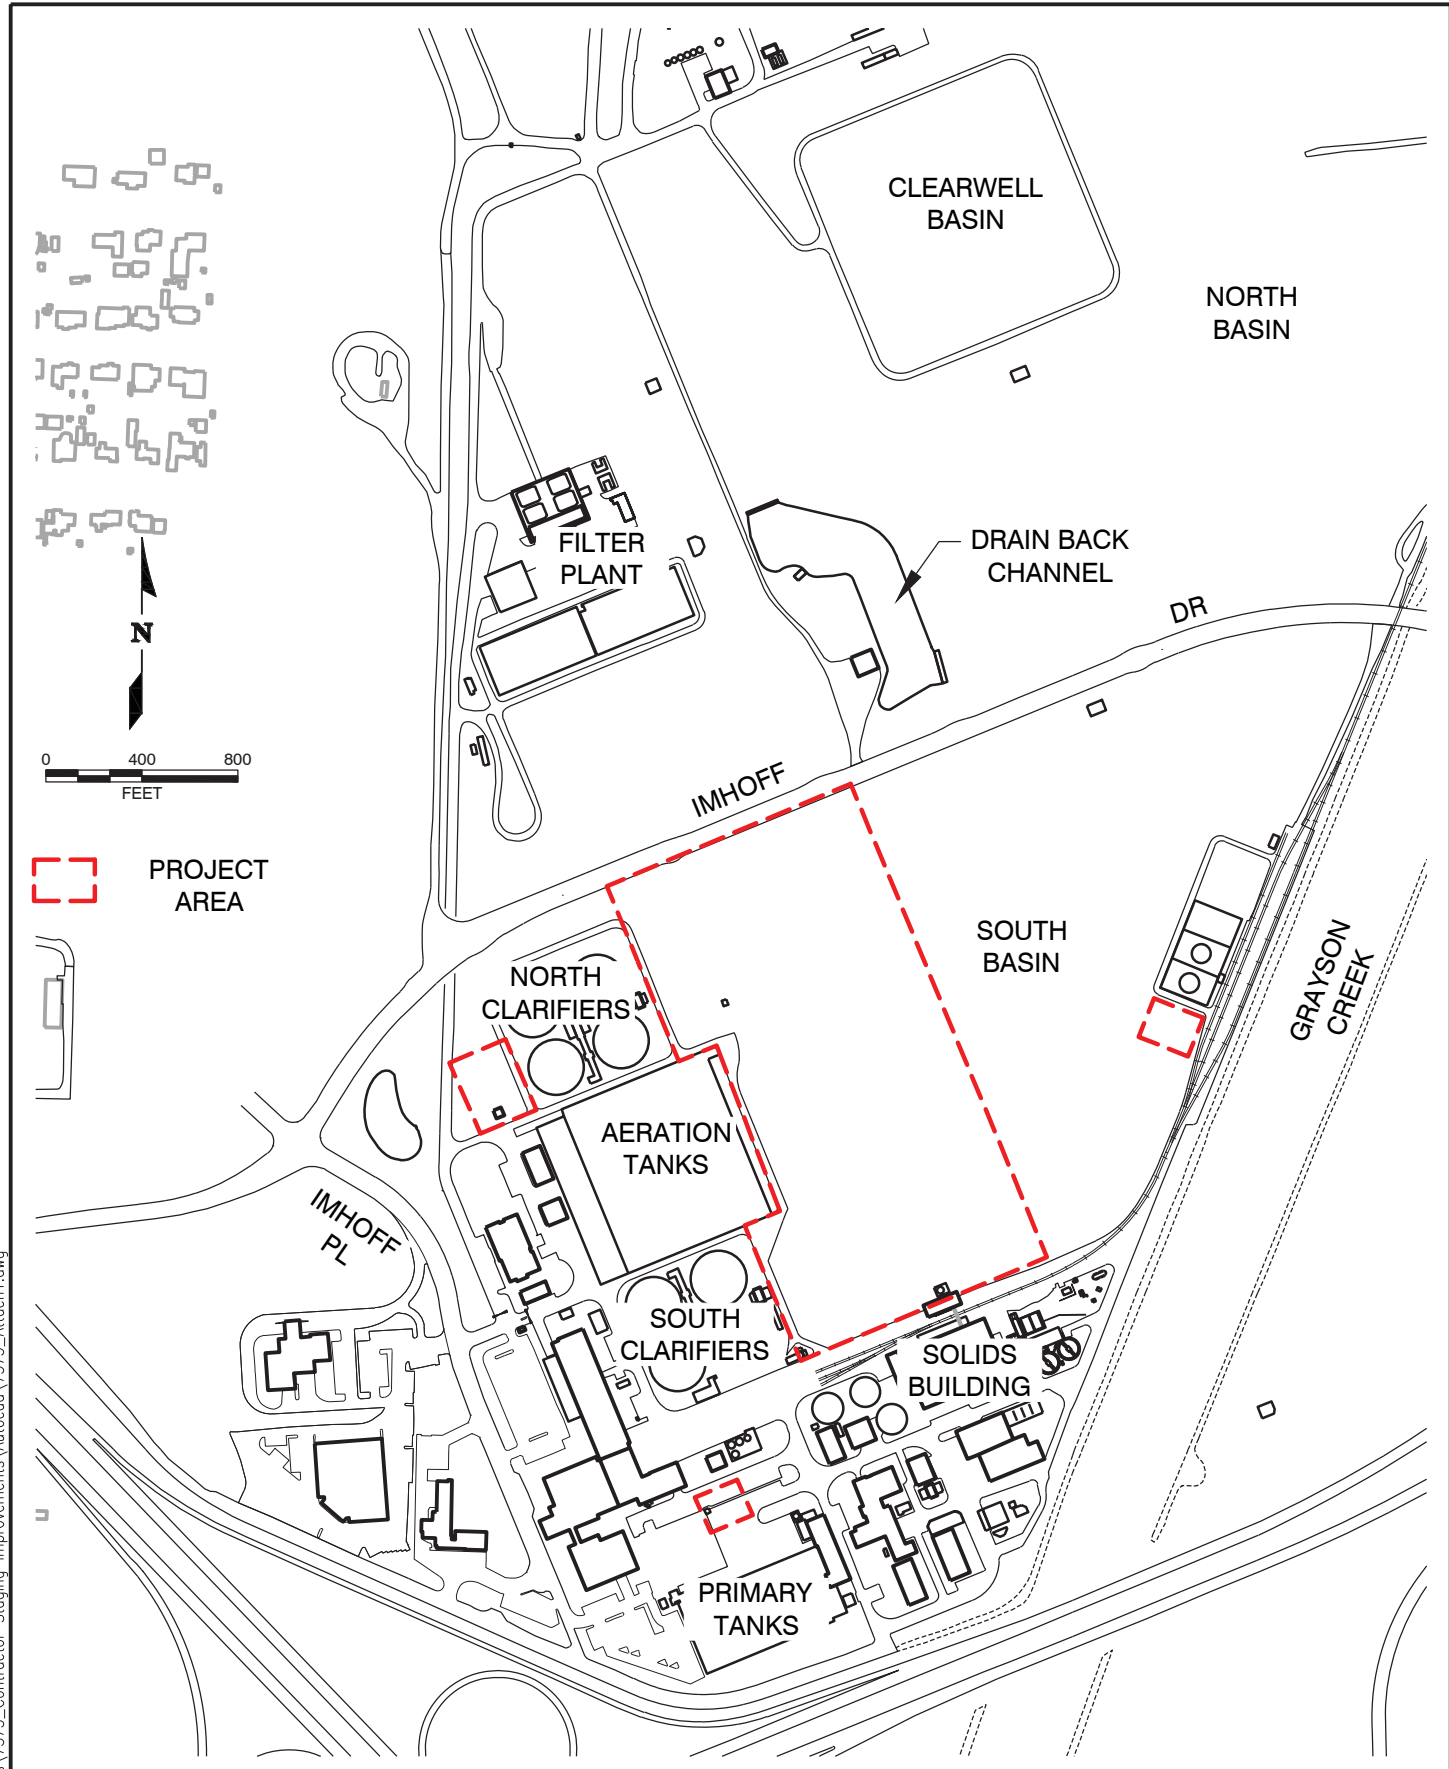 CLEARWELL
BASIN
NORTH
BASIN
FILTER
PLANT
DRAIN BACK
CHANNEL
DR
N
0 400 800
FEET
IMHOFF
PROJECT
AREA
SOUTH
BASIN
GRAYSON
CREEK
NORTH
CLARIFIERS
AERATION
TANKS
IMHOFF
PL
SOUTH
CLARIFIERS
SOLIDS
BUILDING
PRIMARY
TANKS